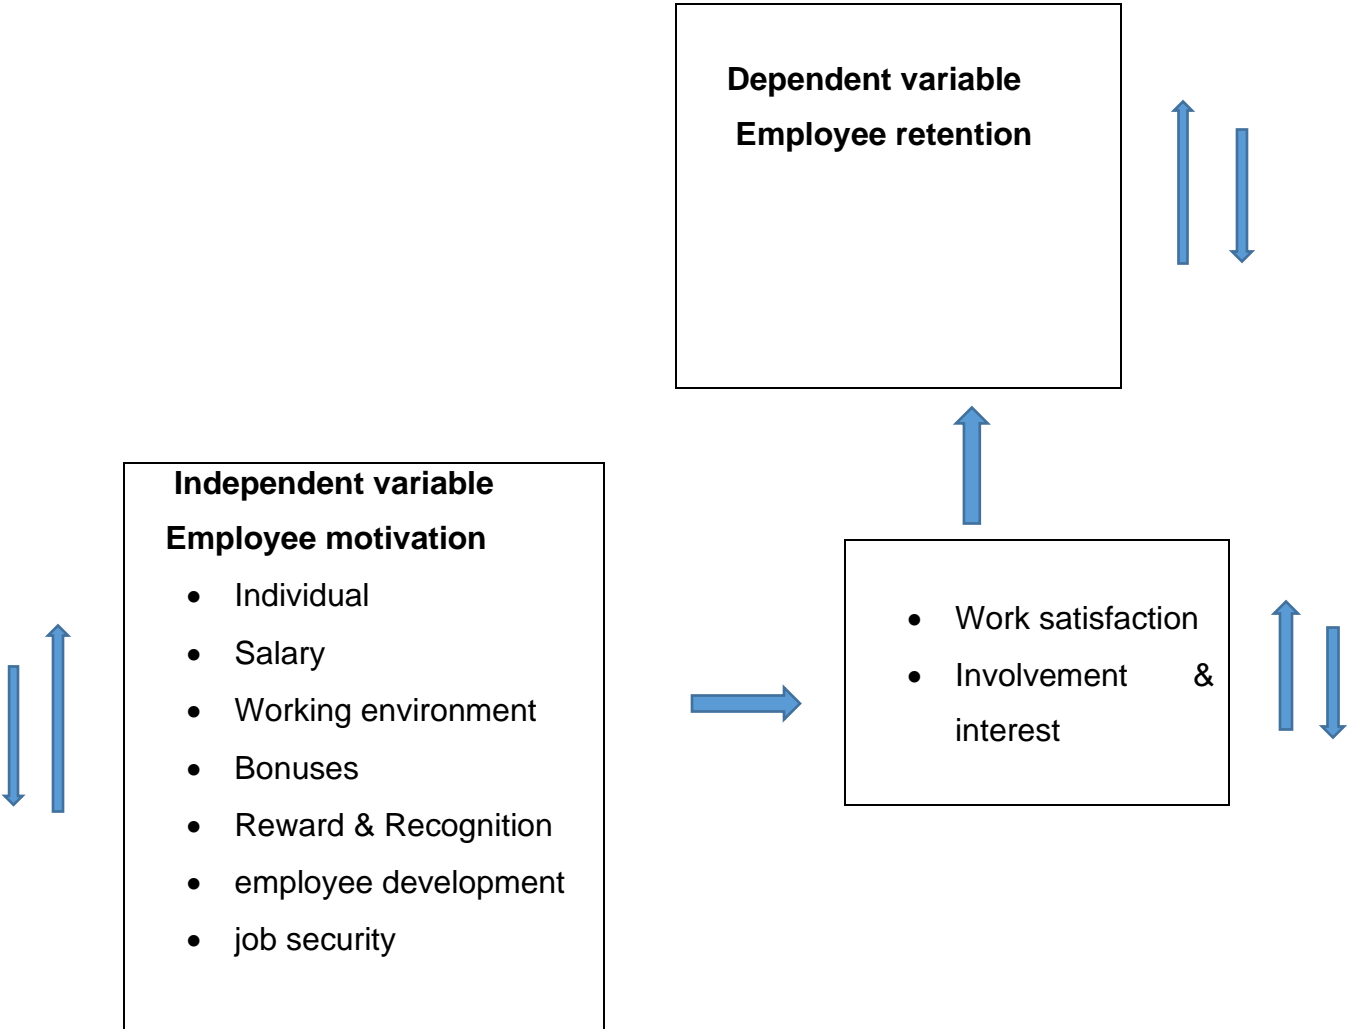 Dependent variable
Employee retention
Independent variable
Employee motivation
• Individual
• Salary
• Working environment
• Bonuses
• Reward & Recognition
• employee development
• job security
• Work satisfaction
• Involvement &
interest